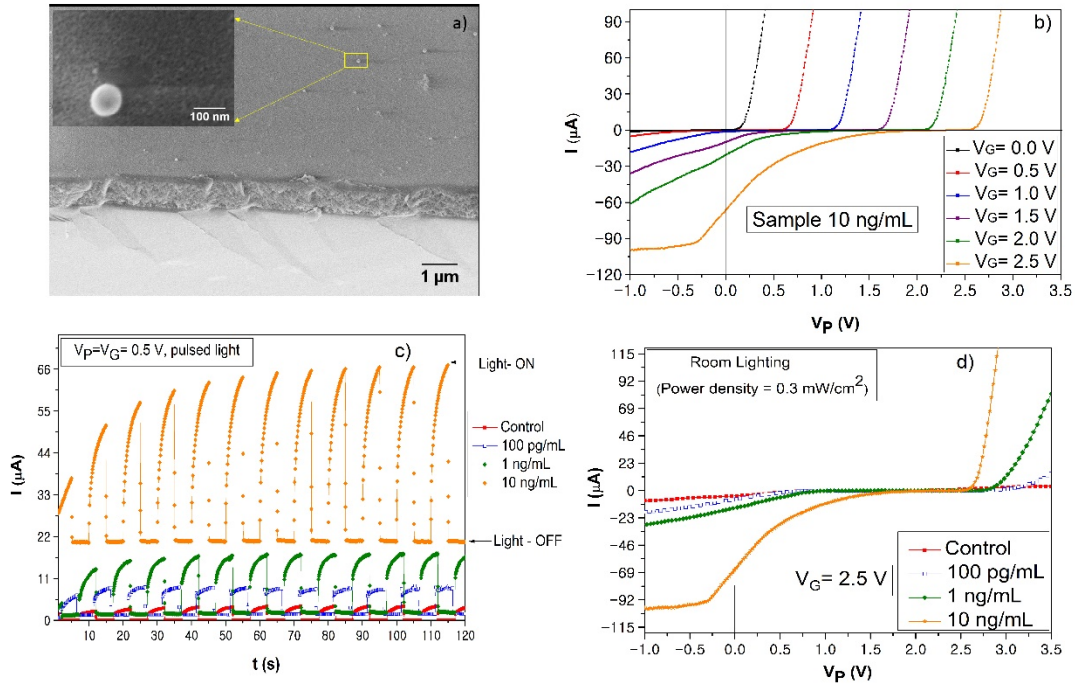 a)
100 nm
1 µm
b)
90
60
30
0
-30
-60
-90
-120
I (µA)
VG= 0.0 V
VG= 0.5 V
VG= 1.0 V
VG= 1.5 V
VG= 2.0 V
VG= 2.5 V
Sample 10 ng/mL
-1.0 -0.5 0.0 0.5 1.0 1.5 2.0 2.5 3.0 3.5
VP (V)
VP=VG= 0.5 V, pulsed light
c)
Light-ON
66
55
44
33
22
11
0
I (µA)
Control
100 pg/mL
1 ng/mL
10 ng/mL
Light - OFF
10 20 30 40 50 60 70 80 90 100 110 120
t (s)
Room Lighting
(Power density = 0.3 mW/cm²)
d)
115
92
69
46
23
0
-23
-46
-69
-92
-115
I (µA)
VG= 2.5 V
Control
100 pg/mL
1 ng/mL
10 ng/mL
-1.0 -0.5 0.0 0.5 1.0 1.5 2.0 2.5 3.0 3.5
VP (V)